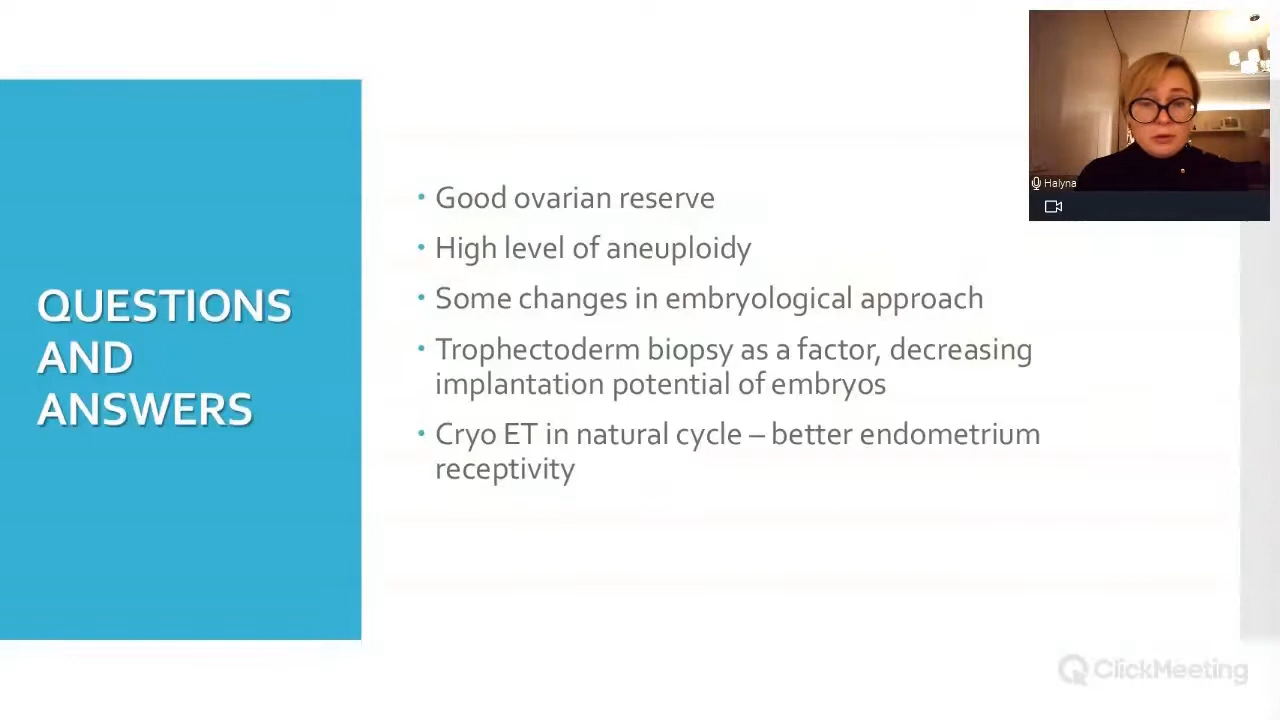 QUESTIONS
AND
ANSWERS
• Good ovarian reserve
• High level of aneuploidy
• Some changes in embryological approach
• Trophectoderm biopsy as a factor, decreasing
implantation potential of embryos
• Cryo ET in natural cycle – better endometrium
receptivity
Halyna
ClickMeeting